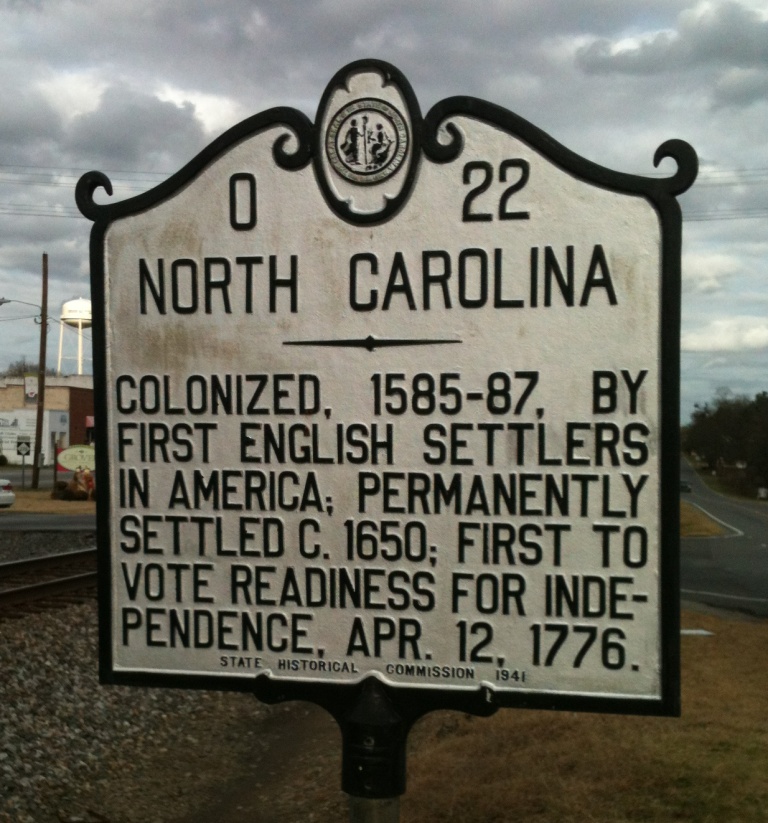 O 22
NORTH CAROLINA
COLONIZED, 1585-87, BY
FIRST ENGLISH SETTLERS
IN AMERICA; PERMANENTLY
SETTLED C. 1650; FIRST TO
VOTE READINESS FOR INDE-
PENDENCE, APR. 12, 1776.
STATE HISTORICAL COMMISSION 1941